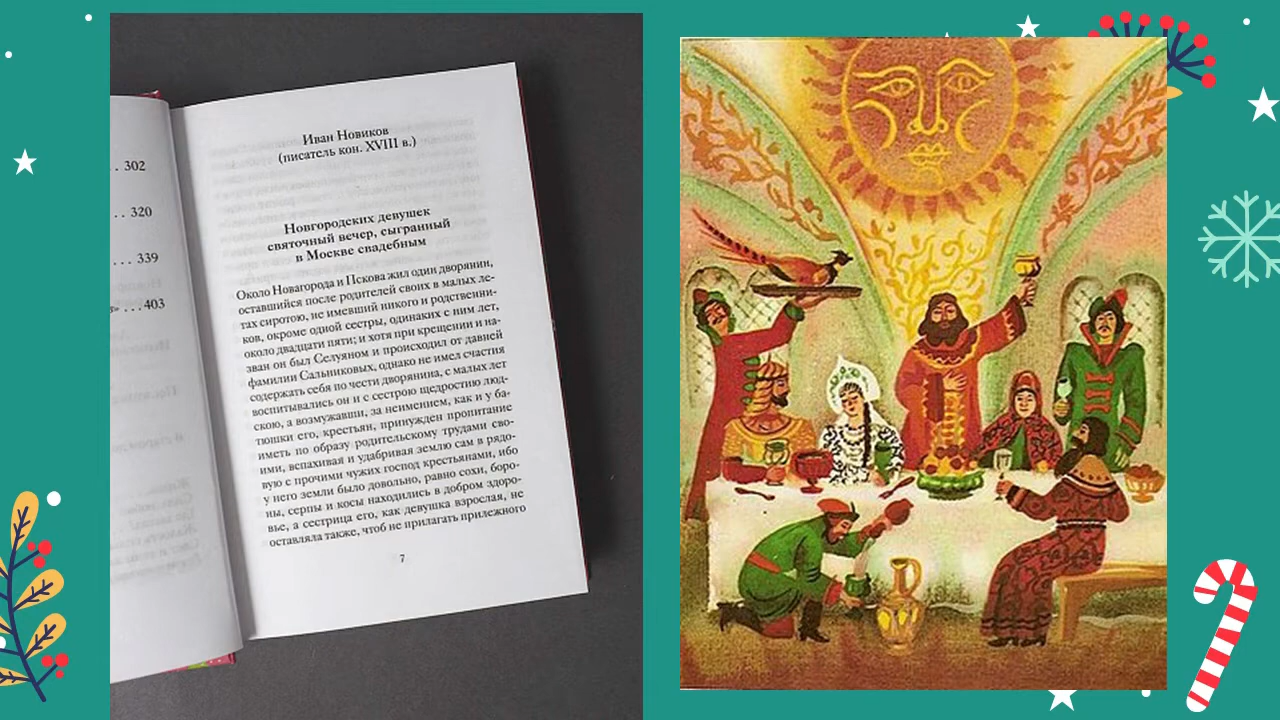 . . 302
. . . 320
. . . . 339
. . . 403
Иван Новиков
(писатель кон. XVIII в.)
Новгородских девушек
святочный вечер, сыгранный
в Москве свадебным
Около Новагорода и Пскова жил один дворянин,
оставшийся после родителей своих в малых ле-
тах сиротою, не имевший никого и родственни-
ков, окроме одной сестры, одинаких с ним лет,
около двадцати пяти; и хотя при крещении и на-
зван он был Селуяном и происходил от давней
фамилии Сальниковых, однако не имел счастия
содержать себя по чести дворянина, с малых лет
воспитывались он и с сестрою щедростию люд-
скою, а возмужавши, за неимением, как и у ба-
тюшки его, крестьян, принужден пропитание
иметь по образу родительскому трудами сво-
ими, вспахивая и удабривая землю сам в рядо-
вую с прочими чужих господ крестьянами, ибо
у него земли было довольно, равно сохи, боро-
ны, серпы и косы находились в добром здоро-
вье, а сестрица его, как девушка взрослая, не
оставляла также, чтоб не прилагать прилежного
7